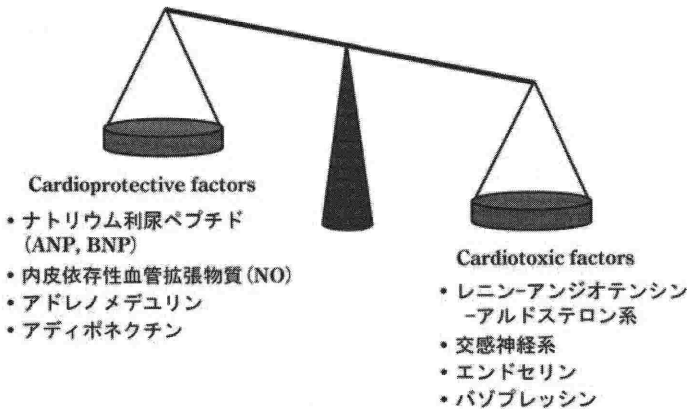 Cardioprotective factors
• ナトリウム利尿ペプチド
(ANP, BNP)
• 内皮依存性血管拡張物質(NO)
• アドレノメデュリン
• アディポネクチン
Cardiotoxic factors
• レニン-アンジオテンシン
-アルドステロン系
• 交感神経系
• エンドセリン
• バゾプレッシン